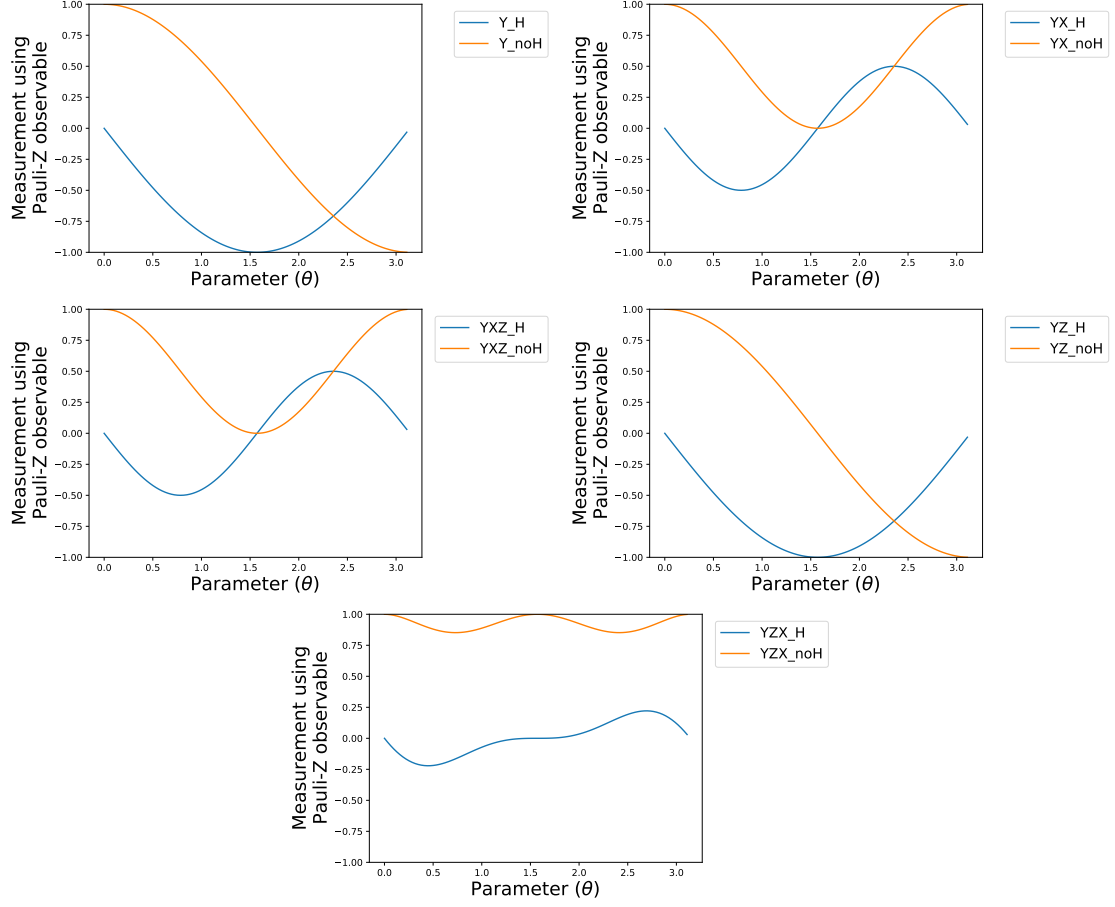 Measurement using
Pauli-Z observable
1.00
0.75
0.50
0.25
0.00
−0.25
−0.50
−0.75
−1.00
0.0 0.5 1.0 1.5 2.0 2.5 3.0
Parameter (θ)
Y_H
Y_noH
Measurement using
Pauli-Z observable
1.00
0.75
0.50
0.25
0.00
−0.25
−0.50
−0.75
−1.00
0.0 0.5 1.0 1.5 2.0 2.5 3.0
Parameter (θ)
YX_H
YX_noH
Measurement using
Pauli-Z observable
1.00
0.75
0.50
0.25
0.00
−0.25
−0.50
−0.75
−1.00
0.0 0.5 1.0 1.5 2.0 2.5 3.0
Parameter (θ)
YXZ_H
YXZ_noH
Measurement using
Pauli-Z observable
1.00
0.75
0.50
0.25
0.00
−0.25
−0.50
−0.75
−1.00
0.0 0.5 1.0 1.5 2.0 2.5 3.0
Parameter (θ)
YZ_H
YZ_noH
Measurement using
Pauli-Z observable
1.00
0.75
0.50
0.25
0.00
−0.25
−0.50
−0.75
−1.00
0.0 0.5 1.0 1.5 2.0 2.5 3.0
Parameter (θ)
YZX_H
YZX_noH